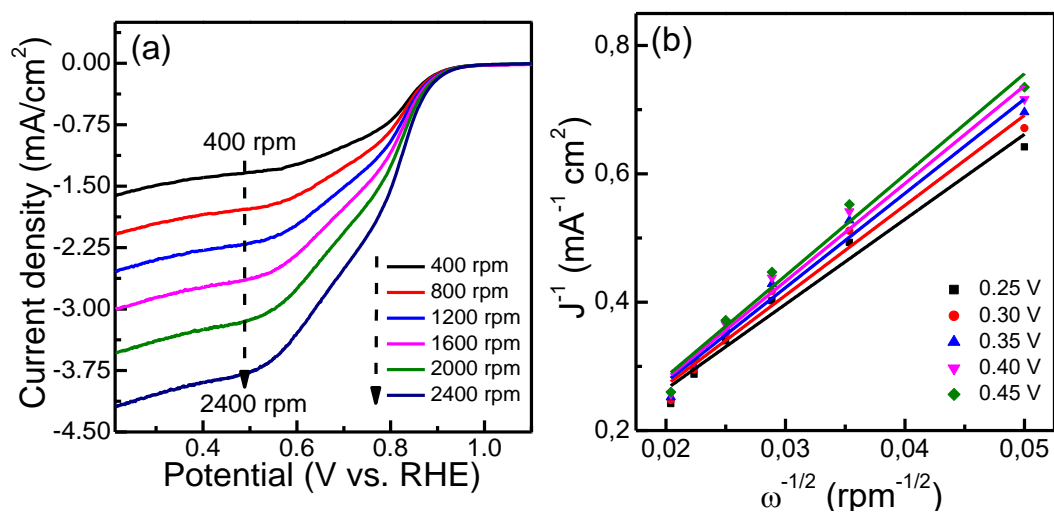 (a)
Current density (mA/cm²)
0.00
-0.75
-1.50
-2.25
-3.00
-3.75
-4.50
400 rpm
2400 rpm
400 rpm
800 rpm
1200 rpm
1600 rpm
2000 rpm
2400 rpm
0.4
0.6
0.8
1.0
Potential (V vs. RHE)
(b)
J⁻¹ (mA⁻¹ cm²)
0,8
0,6
0,4
0,2
0.25 V
0.30 V
0.35 V
0.40 V
0.45 V
0,02
0,03
0,04
0,05
ω⁻¹/² (rpm⁻¹/²)